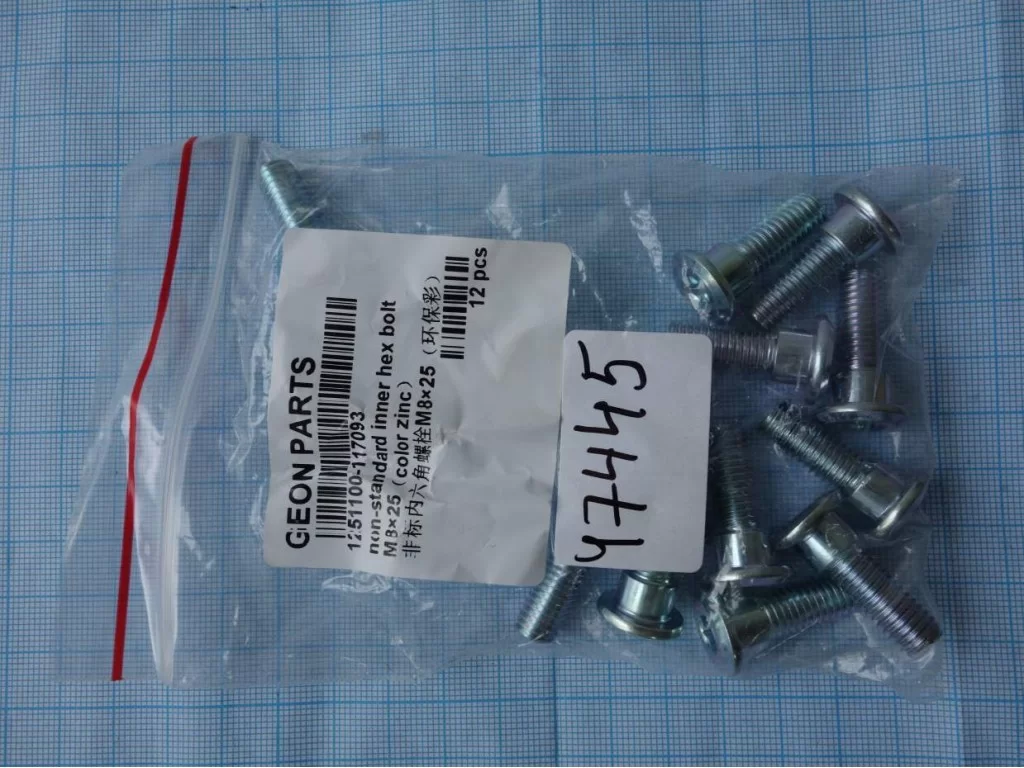 GEON PARTS
1251100-117093
non-standard inner hex bolt
M8×25（color zinc）
非标内六角螺栓M8×25（环保彩）
12 pcs
47445